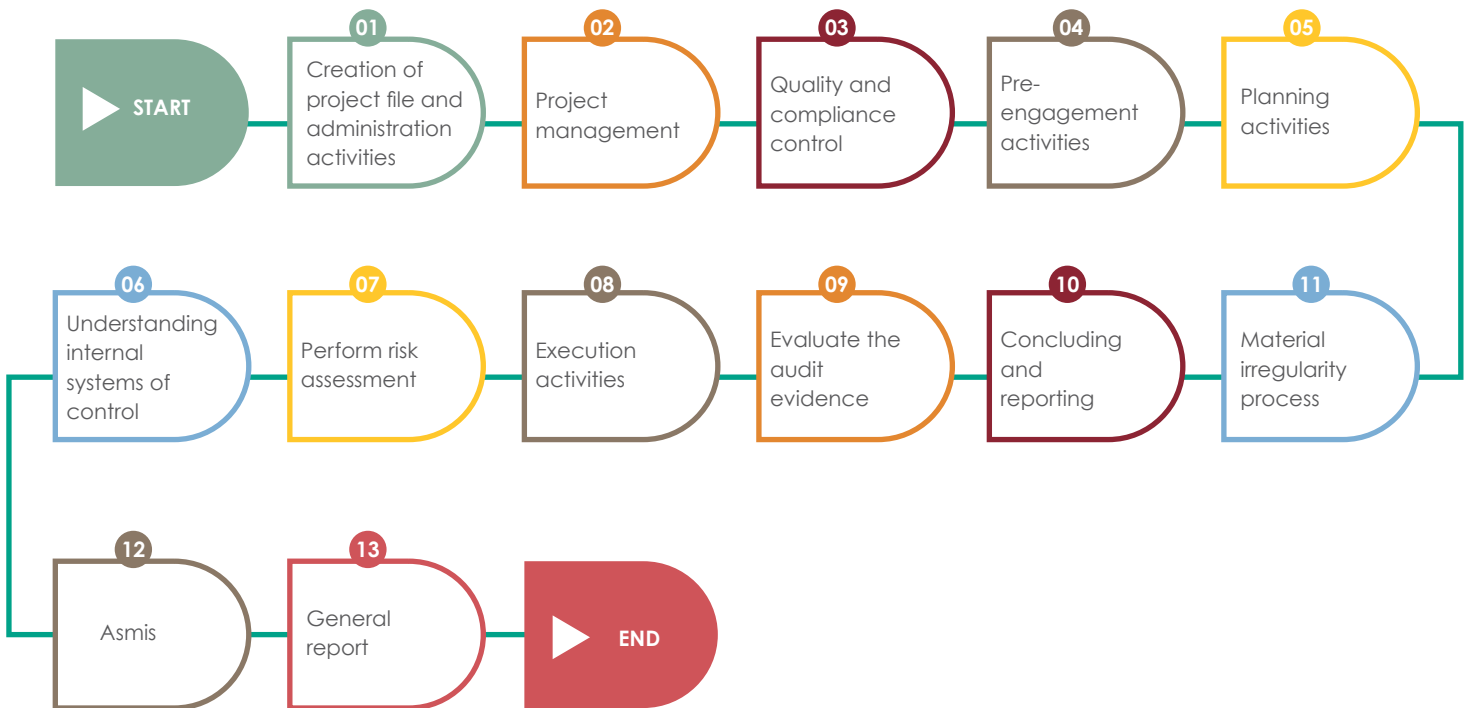 START
01
Creation of
project file and
administration
activities
02
Project
management
03
Quality and
compliance
control
04
Pre-
engagement
activities
05
Planning
activities
06
Understanding
internal
systems of
control
07
Perform risk
assessment
08
Execution
activities
09
Evaluate the
audit
evidence
10
Concluding
and
reporting
11
Material
irregularity
process
12
Asmis
13
General
report
END